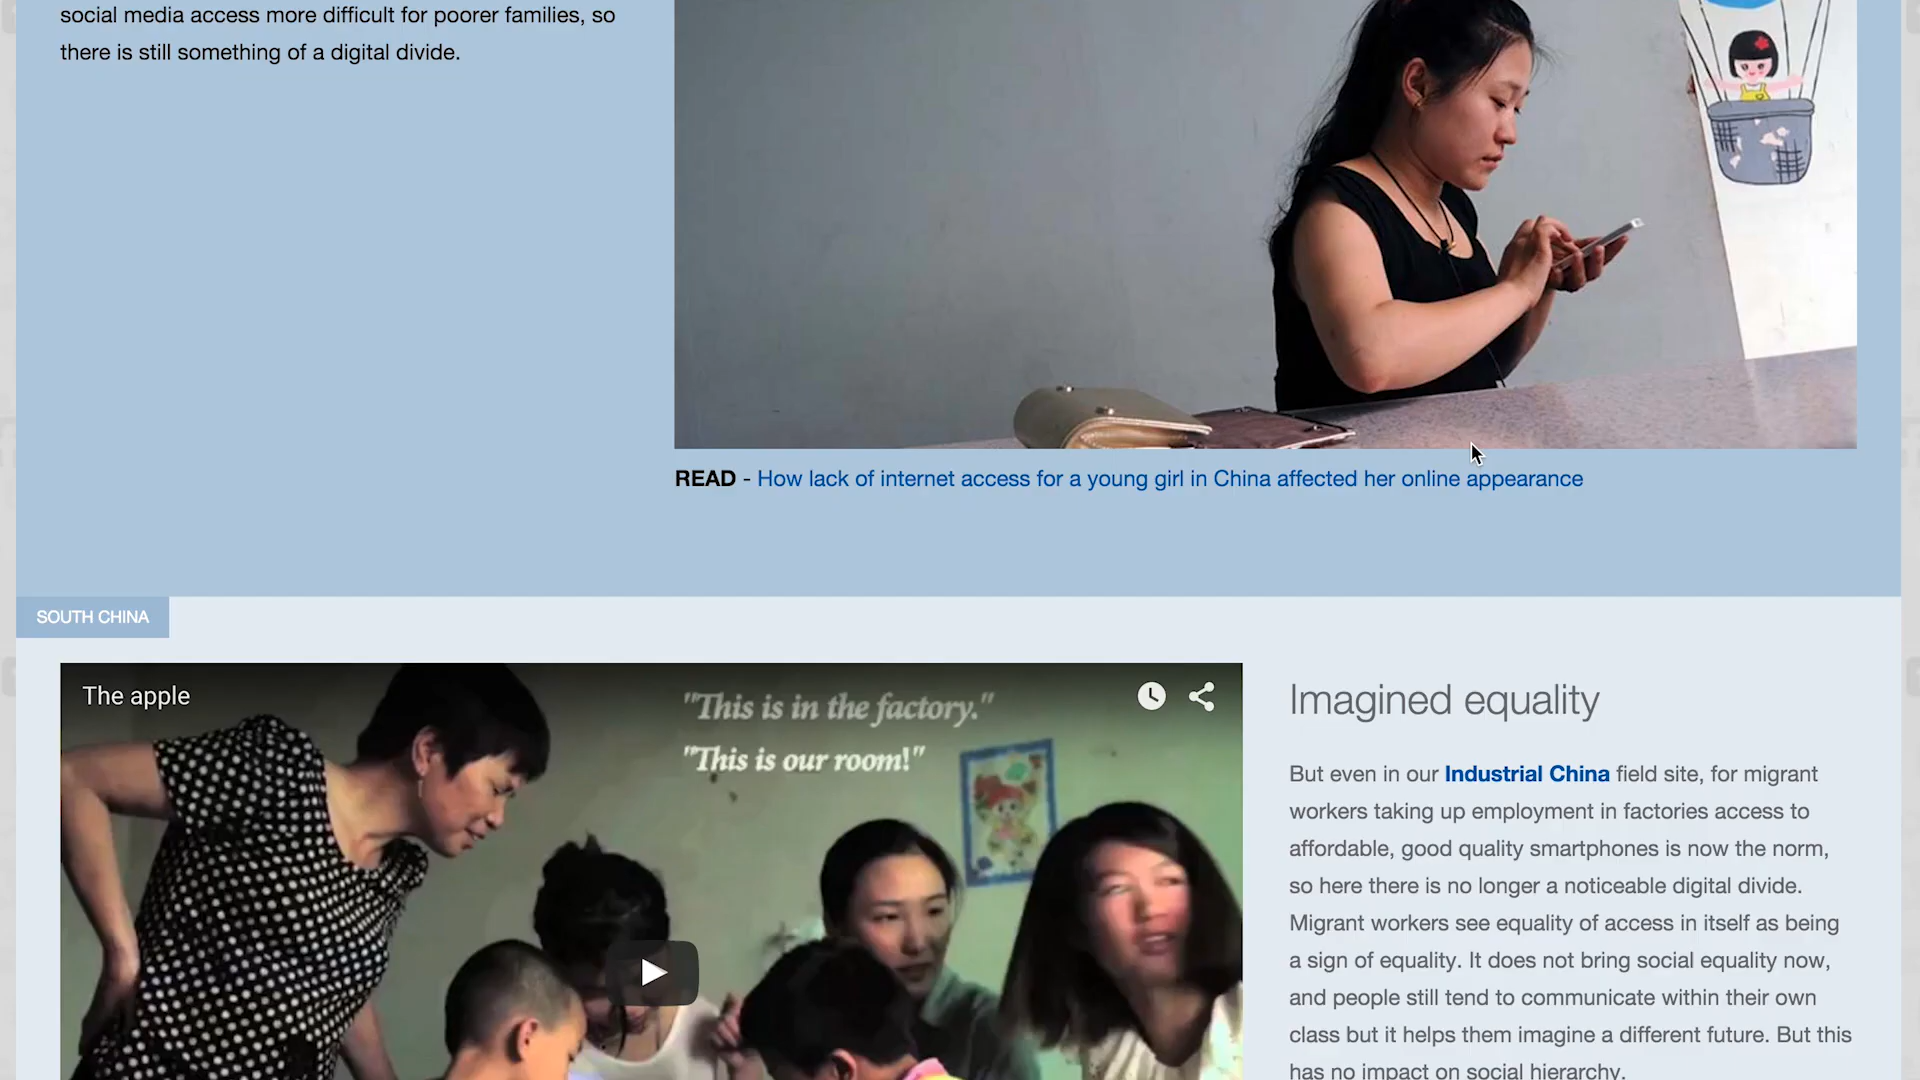 social media access more difficult for poorer families, so
there is still something of a digital divide.
READ - How lack of internet access for a young girl in China affected her online appearance
SOUTH CHINA
The apple
"This is in the factory."
"This is our room!"
Imagined equality
But even in our Industrial China field site, for migrant
workers taking up employment in factories access to
affordable, good quality smartphones is now the norm,
so here there is no longer a noticeable digital divide.
Migrant workers see equality of access in itself as being
a sign of equality. It does not bring social equality now,
and people still tend to communicate within their own
class but it helps them imagine a different future. But this
has no impact on social hierarchy.